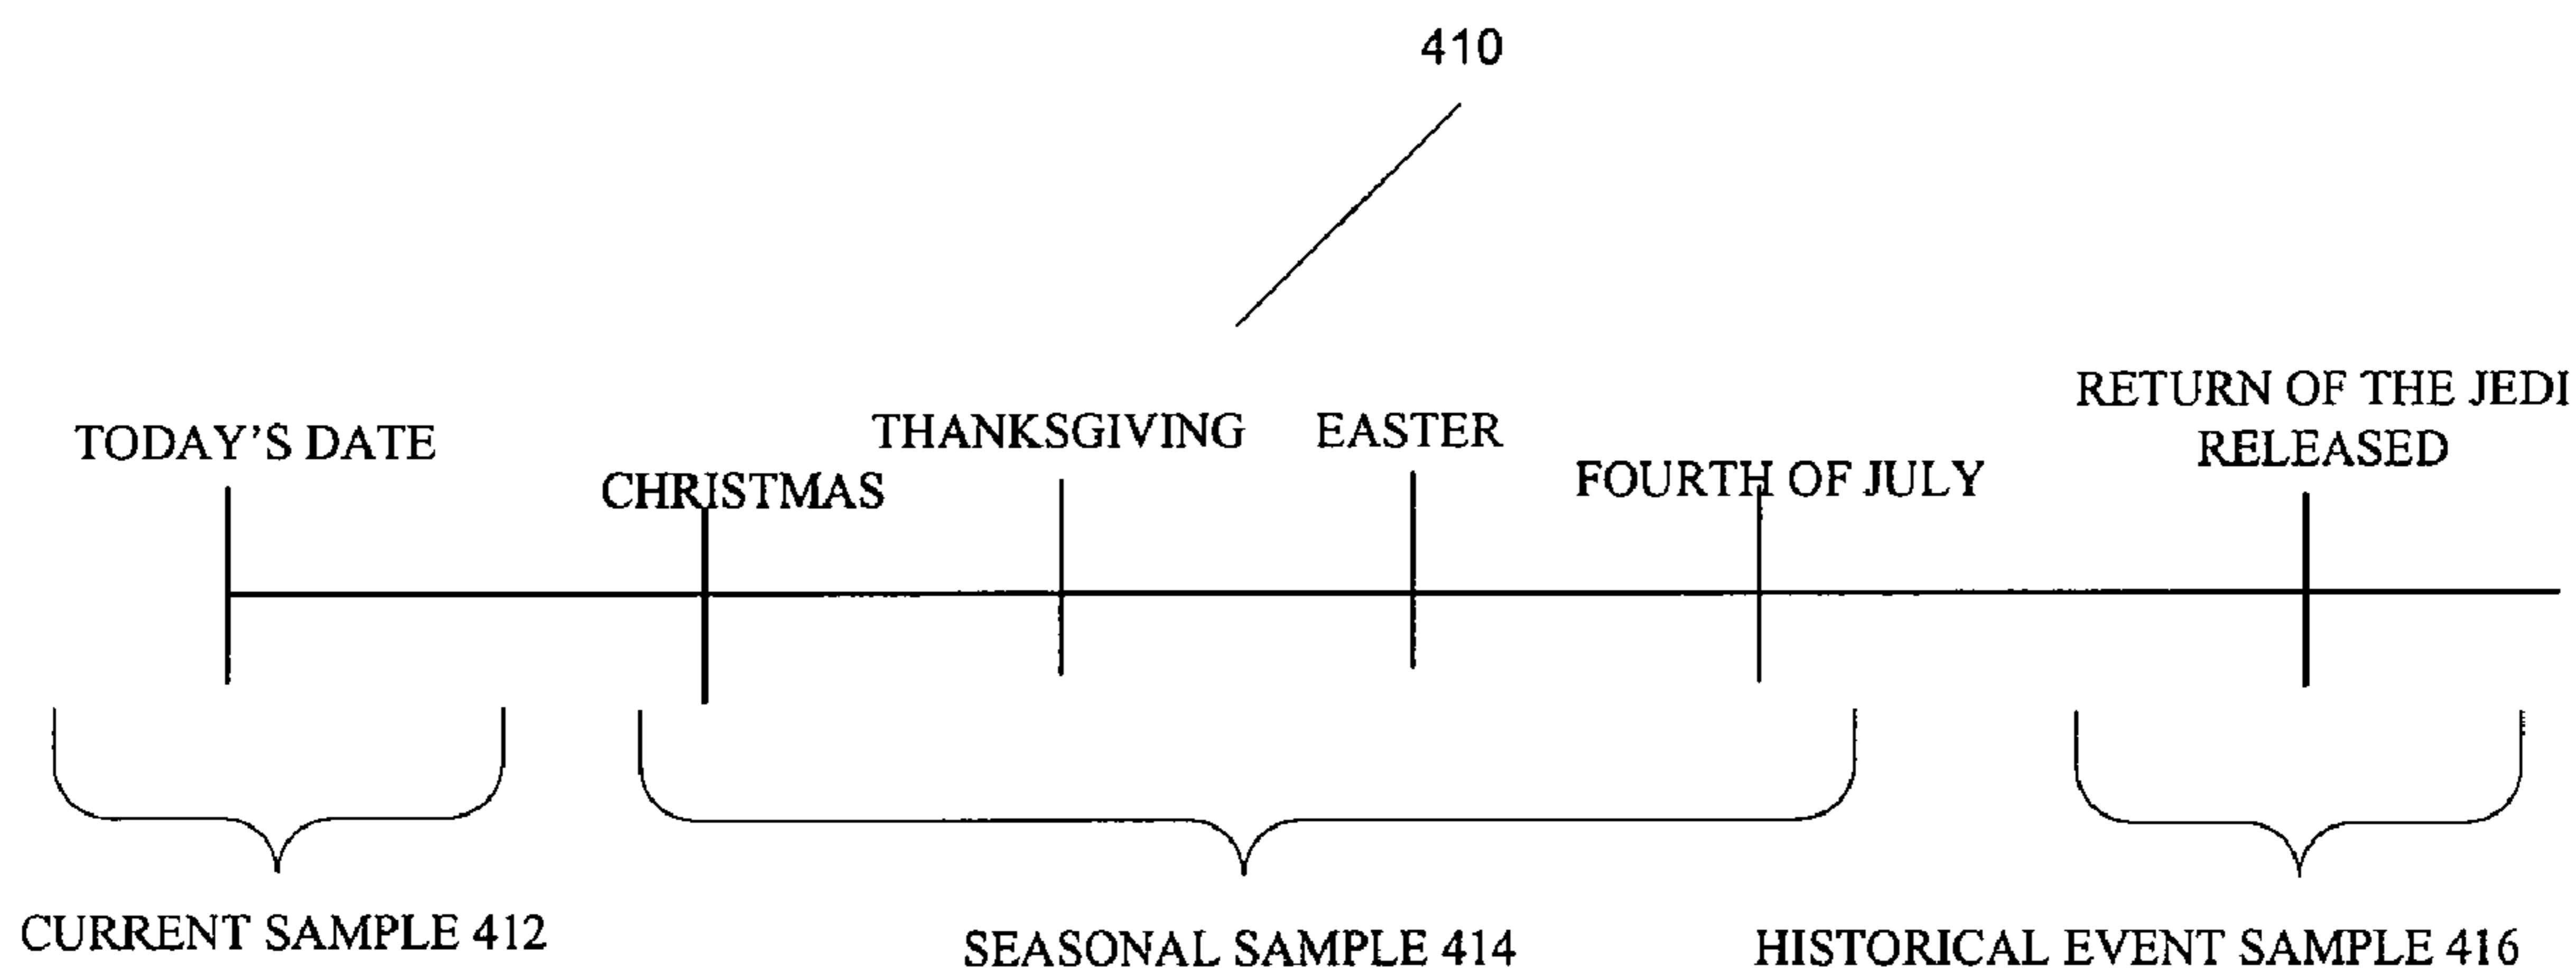 410
TODAY'S DATE
CHRISTMAS
THANKSGIVING
EASTER
FOURTH OF JULY
RETURN OF THE JEDI
RELEASED
CURRENT SAMPLE 412
SEASONAL SAMPLE 414
HISTORICAL EVENT SAMPLE 416